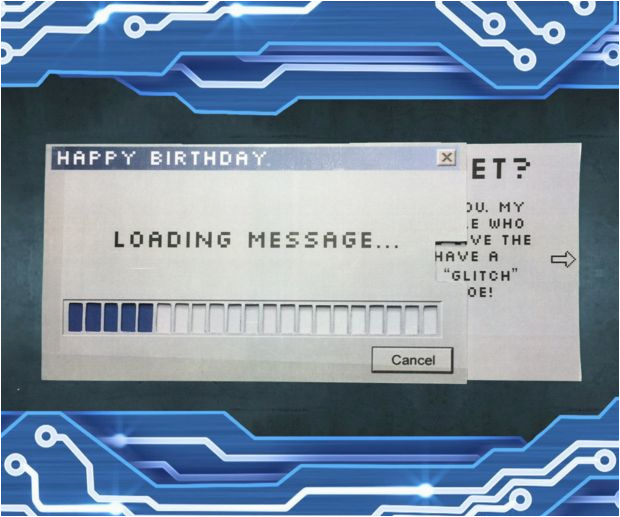 HAPPY BIRTHDAY
LOADING MESSAGE...
Cancel
ET?
OU. MY
E WHO
VE THE
HAVE A
“GLITCH”
OE!